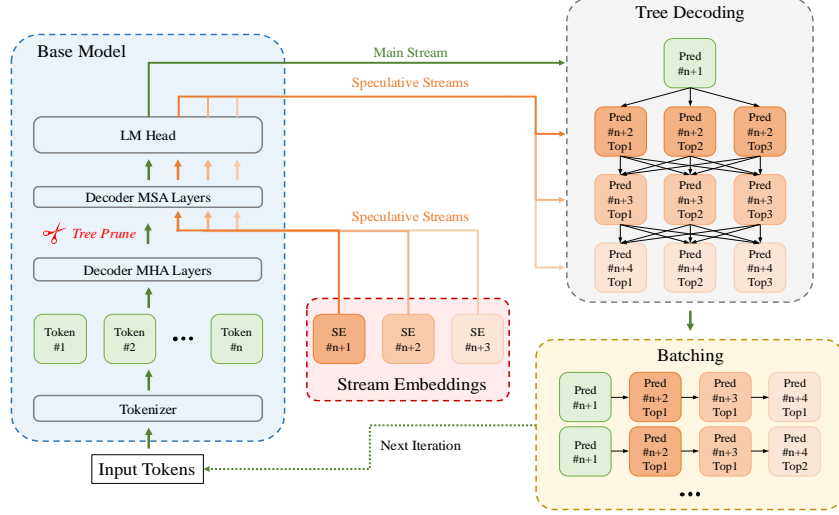 Base Model
LM Head
Decoder MSA Layers
Tree Prune
Decoder MHA Layers
Token
#1
Token
#2
...
Token
#n
Tokenizer
Input Tokens
Main Stream
Speculative Streams
Speculative Streams
SE
#n+1
SE
#n+2
SE
#n+3
Stream Embeddings
Next Iteration
Tree Decoding
Pred
#n+1
Pred
#n+2
Top1
Pred
#n+2
Top2
Pred
#n+2
Top3
Pred
#n+3
Top1
Pred
#n+3
Top2
Pred
#n+3
Top3
Pred
#n+4
Top1
Pred
#n+4
Top2
Pred
#n+4
Top3
Batching
Pred
#n+1
Pred
#n+2
Top1
Pred
#n+3
Top1
Pred
#n+4
Top1
Pred
#n+1
Pred
#n+2
Top1
Pred
#n+3
Top1
Pred
#n+4
Top2
...